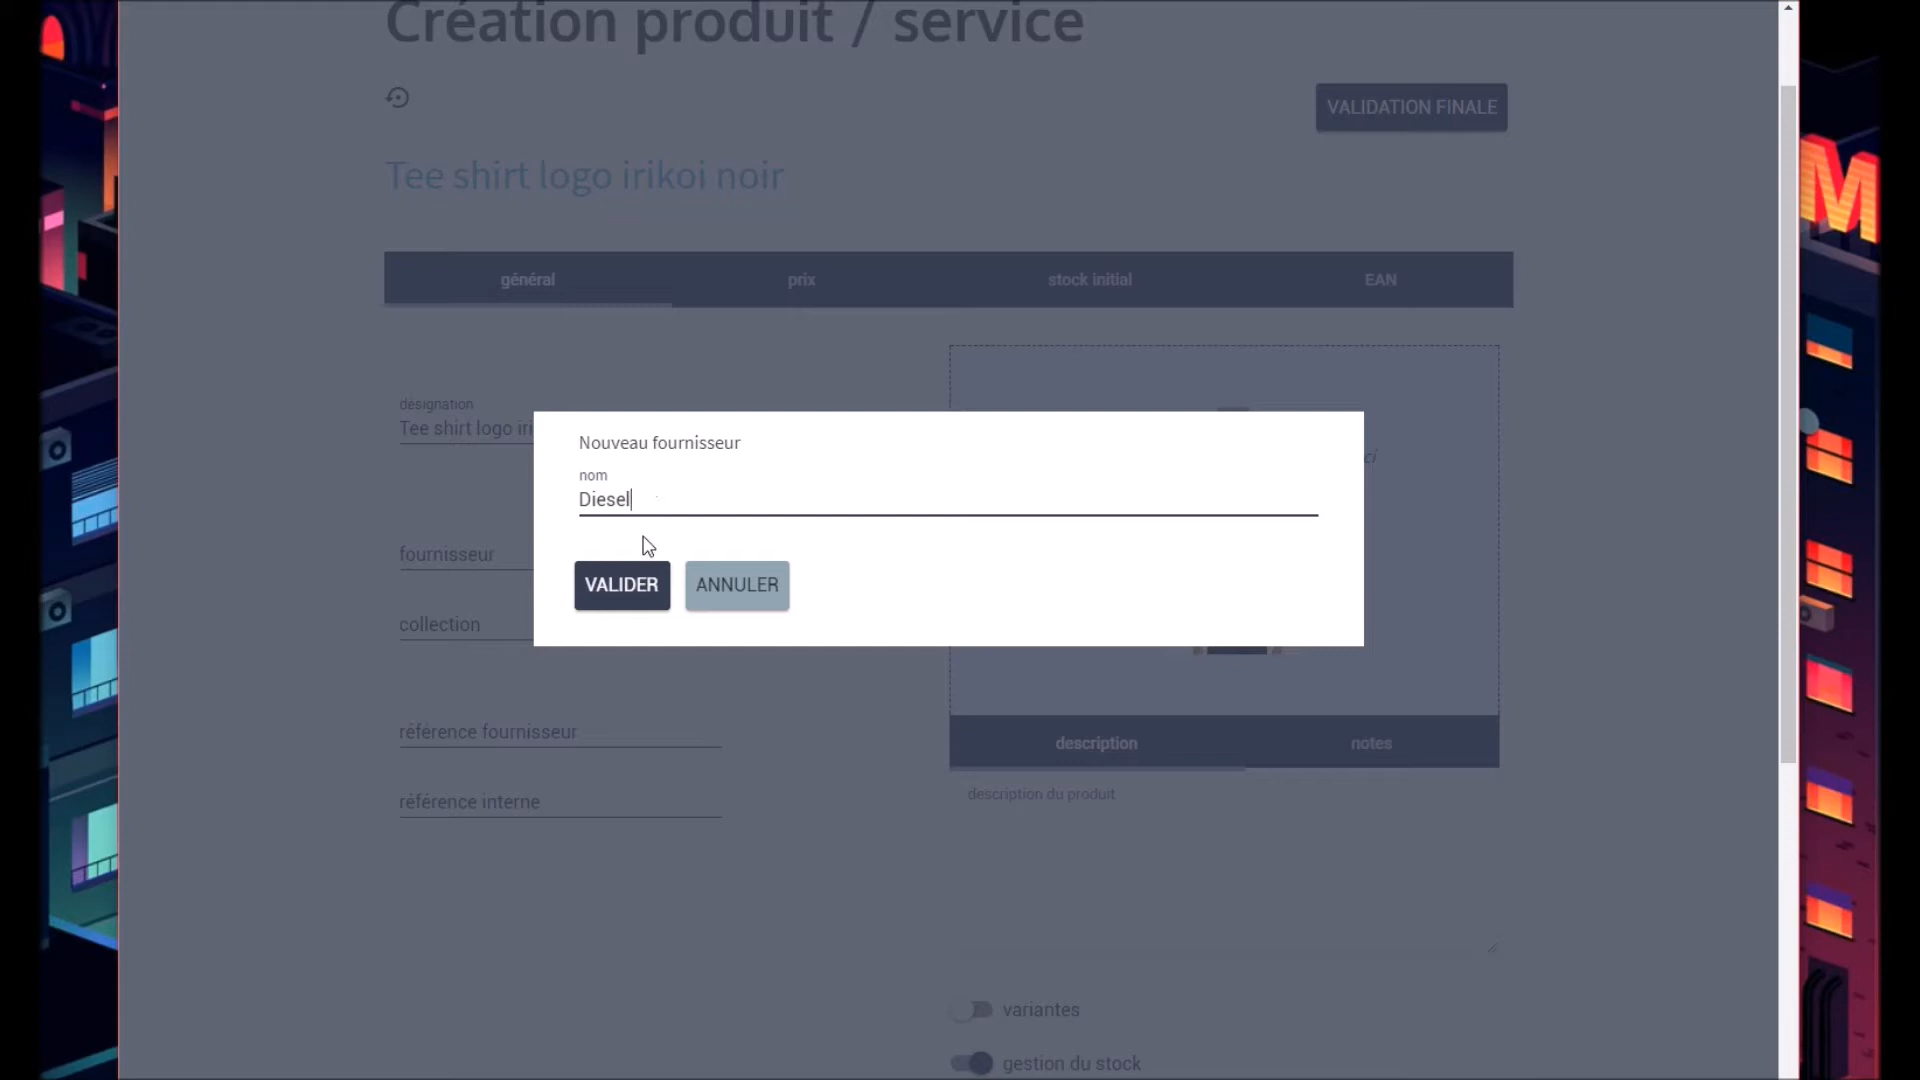 Création produit / service
VALIDATION FINALE
Tee shirt logo irikoi noir
général prix stock initial EAN
désignation
Tee shirt logo iri
Nouveau fournisseur
ci
nom
Diesel
fournisseur
VALIDER ANNULER
collection
référence fournisseur
description notes
référence interne
description du produit
variantes
gestion du stock
M